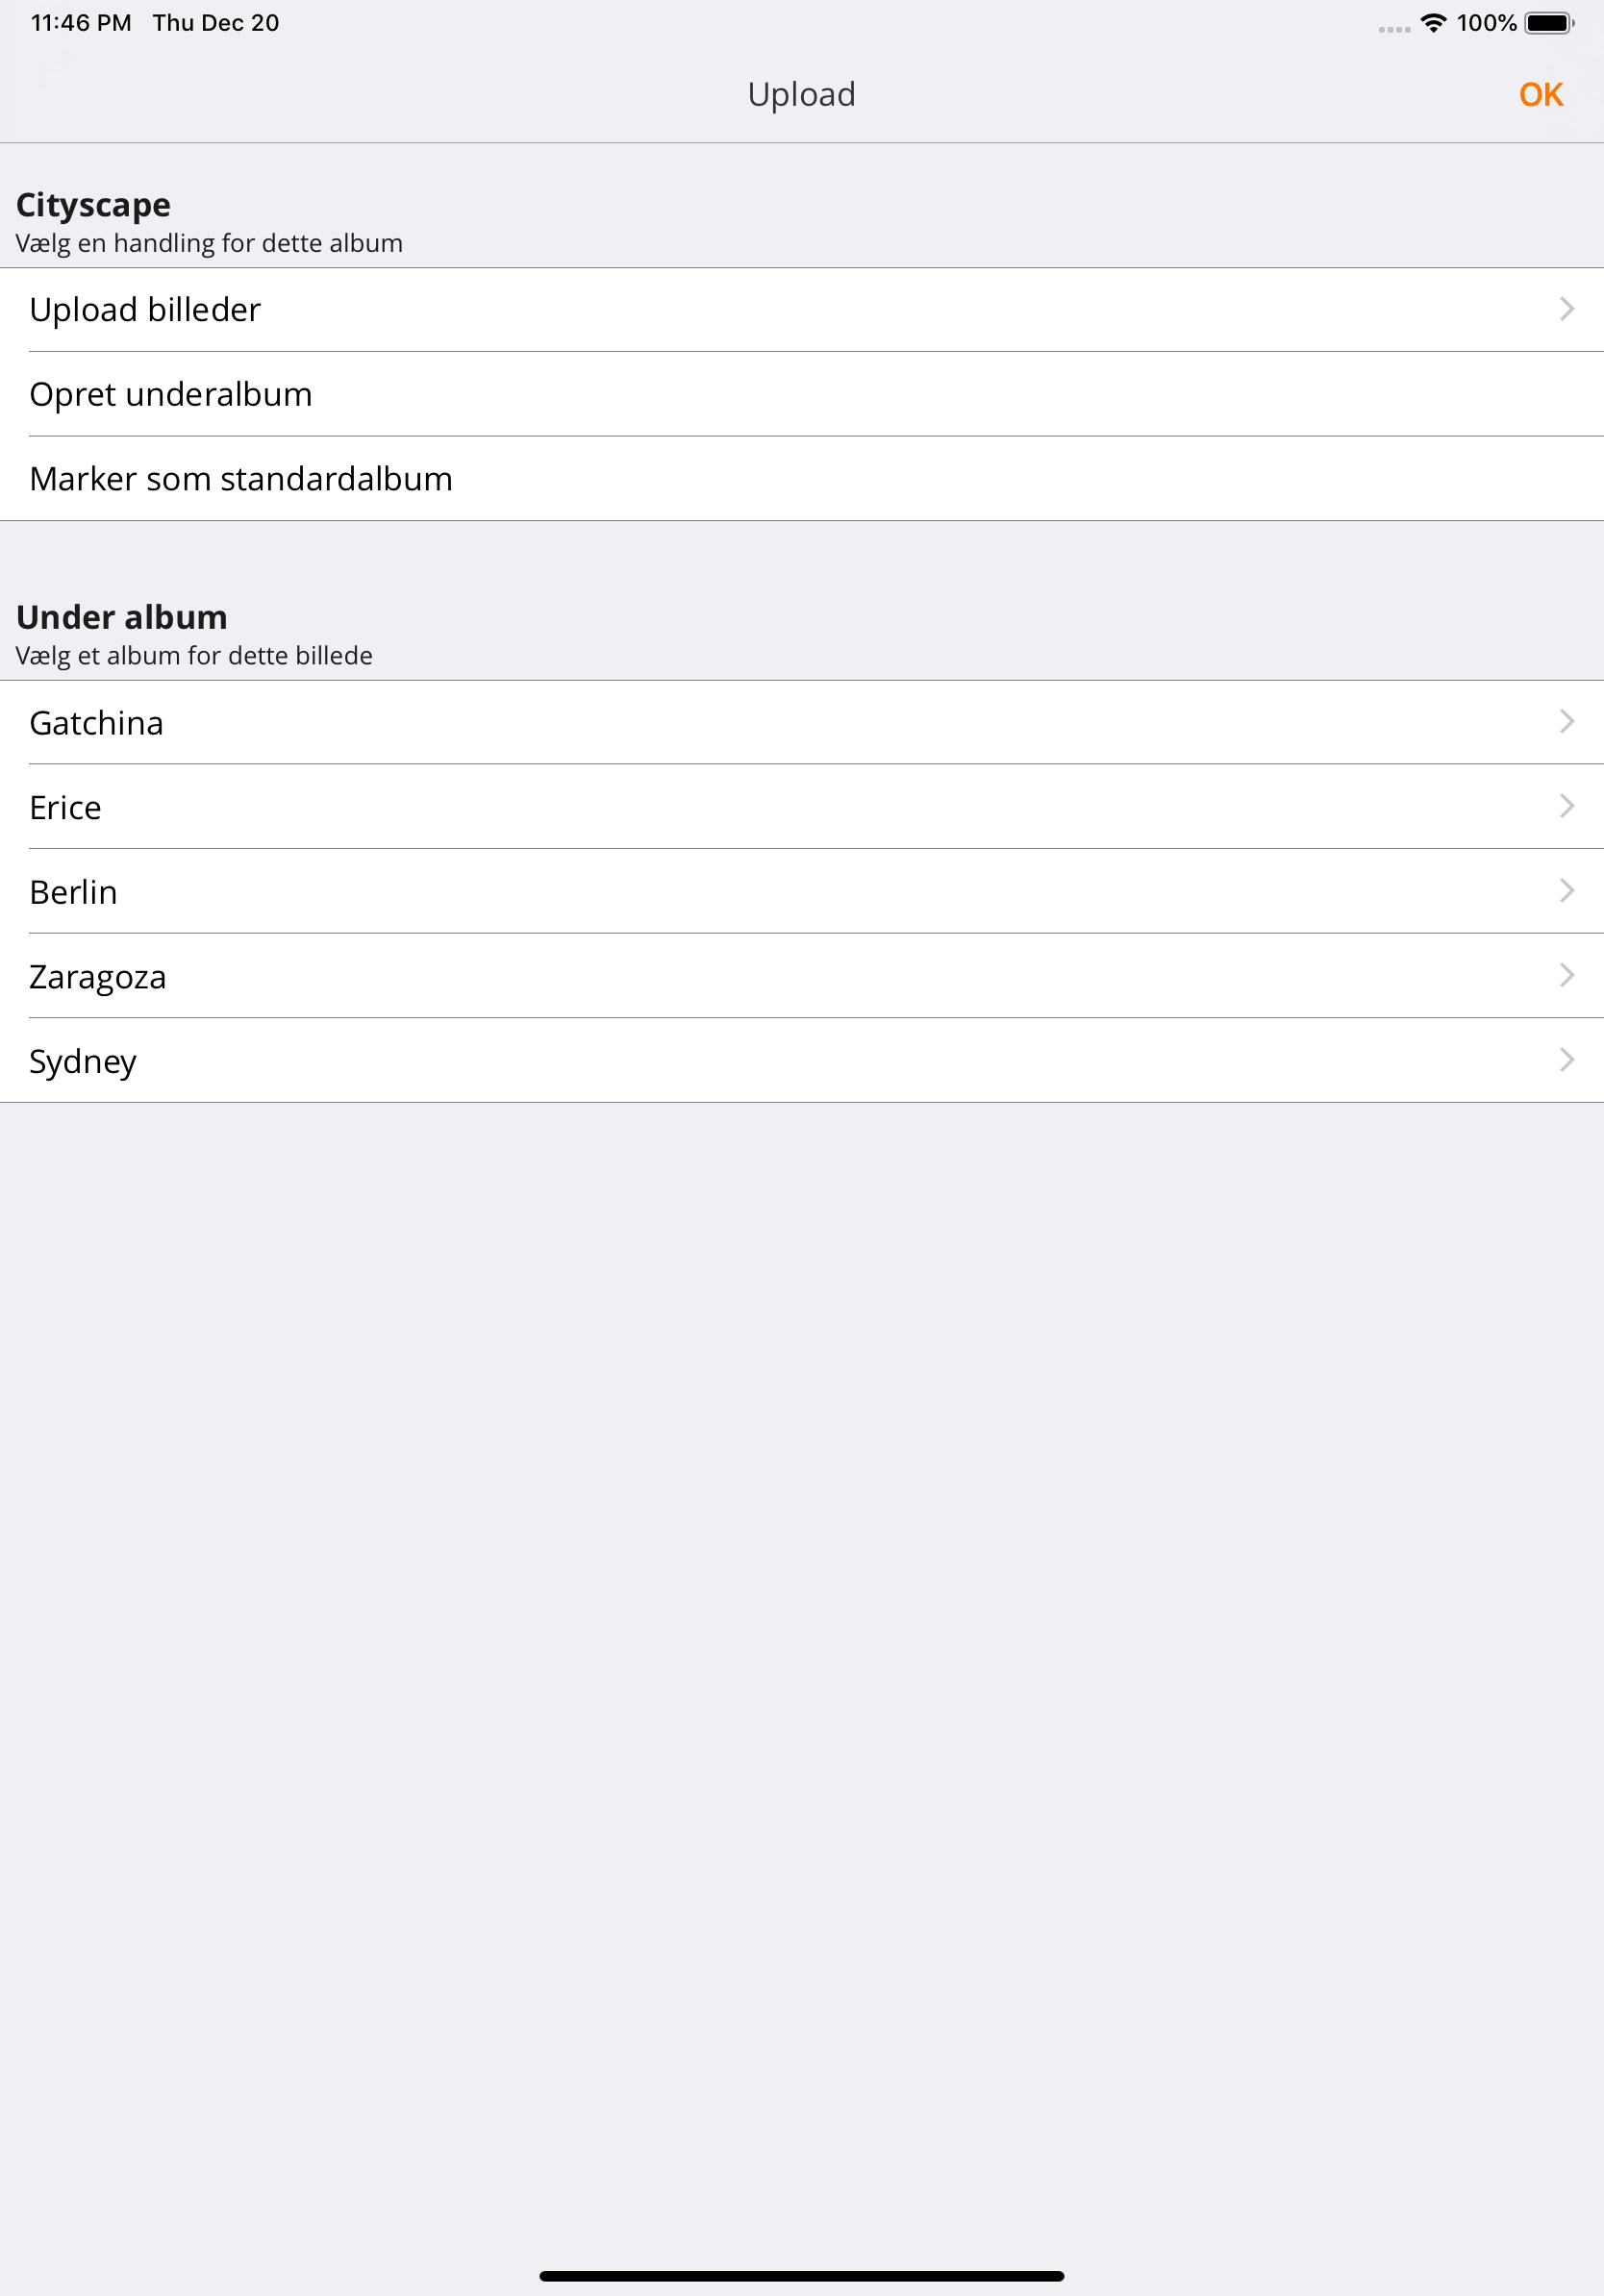 11:46 PM Thu Dec 20 100%
Upload OK
Cityscape
Vælg en handling for dette album
Upload billeder
Opret underalbum
Marker som standardalbum
Under album
Vælg et album for dette billede
Gatchina
Erice
Berlin
Zaragoza
Sydney